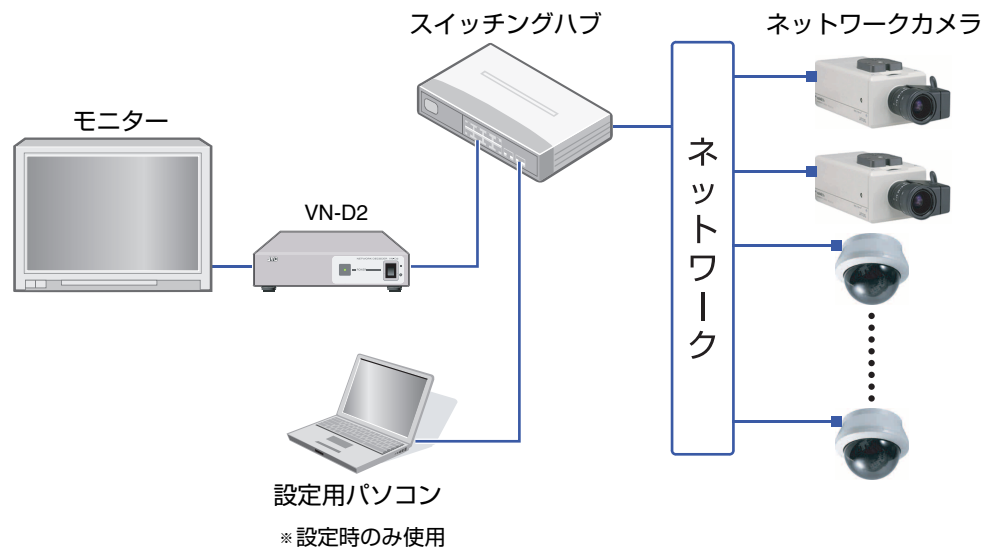 スイッチングハブ
ネットワークカメラ
モニター
VN-D2
JVC
ネットワーク
設定用パソコン
※設定時のみ使用